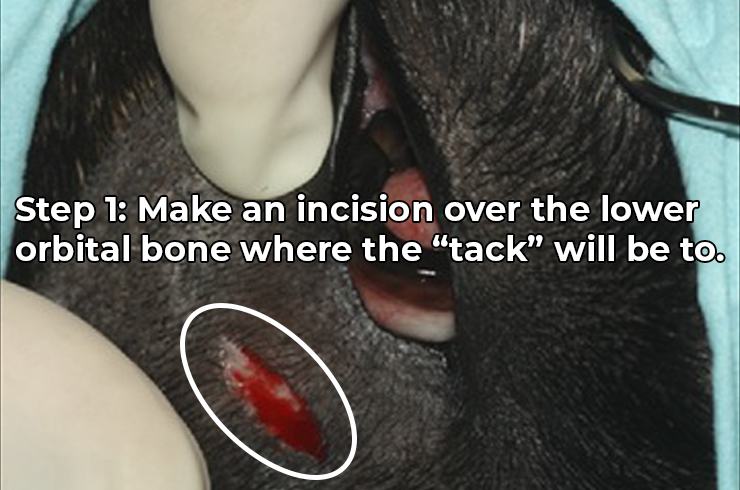 Step 1: Make an incision over the lower
orbital bone where the “tack” will be to.